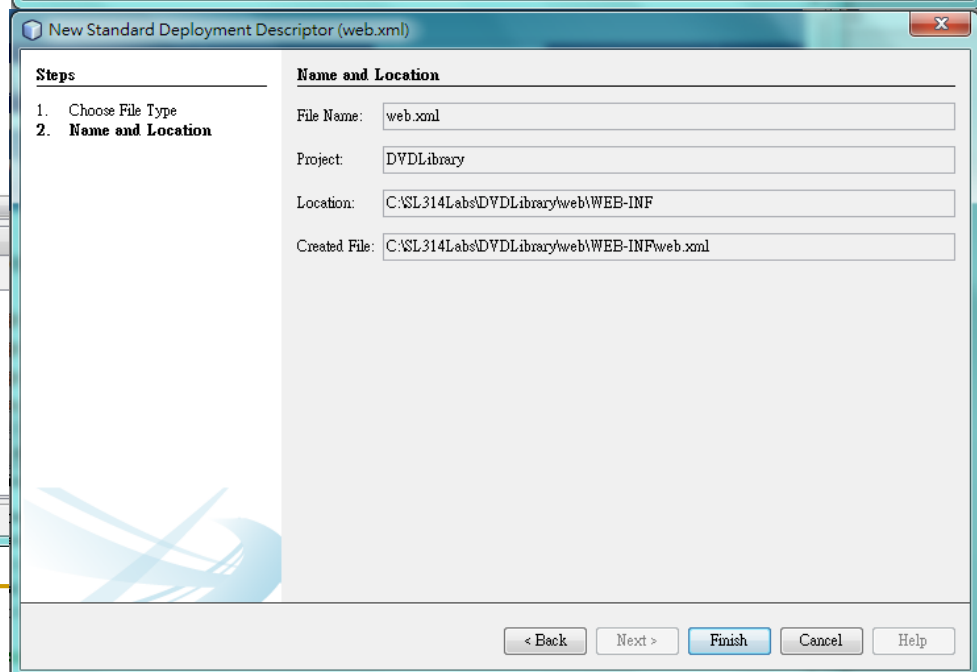 New Standard Deployment Descriptor (web.xml)
Steps
1. Choose File Type
2. Name and Location
Name and Location
File Name: web.xml
Project: DVDLibrary
Location: C:\SL314Labs\DVDLibrary\web\WEB-INF
Created File: C:\SL314Labs\DVDLibrary\web\WEB-INF\web.xml
< Back Next > Finish Cancel Help